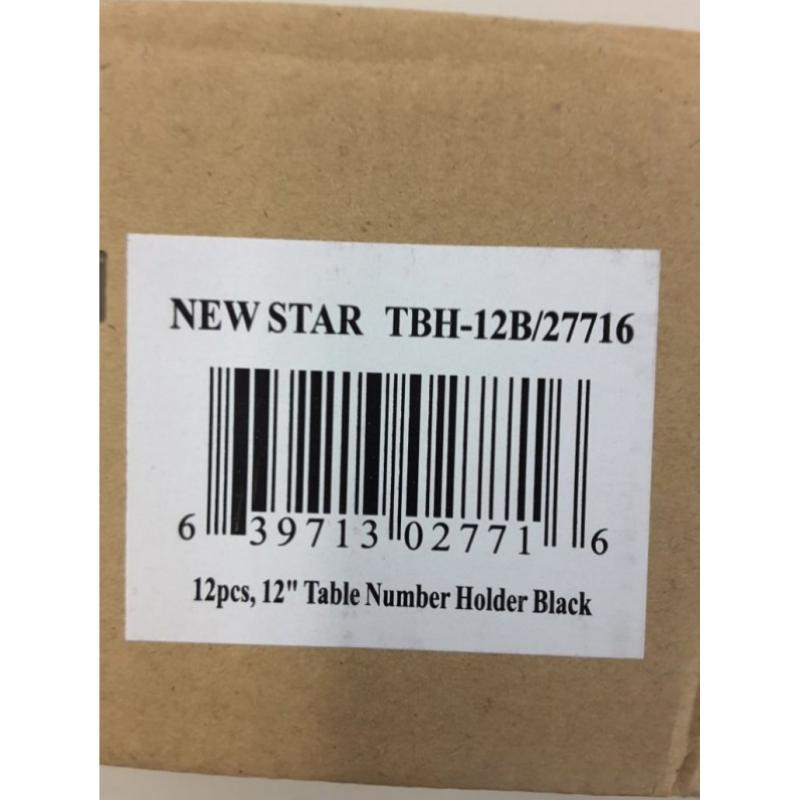 NEW STAR TBH-12B/27716
6 39713 02771 6
12pcs, 12" Table Number Holder Black